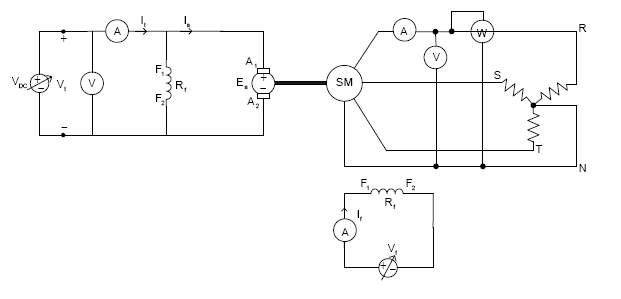 A I_t I_a
+
V_DC + − V_t V F_1 R_f F_2
−
A_1 E_a + − A_2
SM
A V W R
S
T
N
F_1 F_2
R_f
I_f
A
V_f
+ −